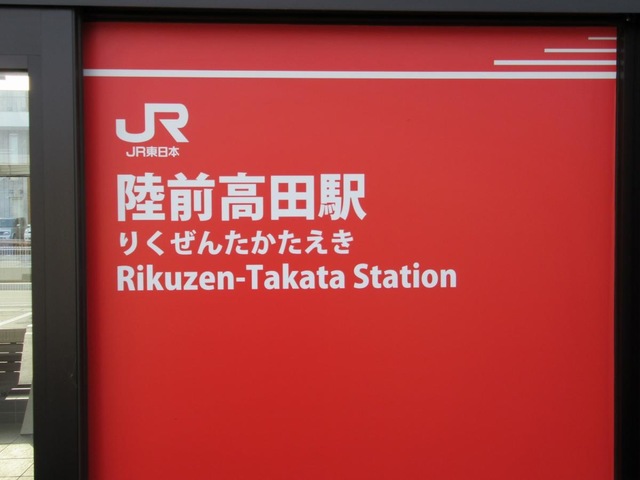 JR
JR東日本
陸前高田駅
りくぜんたかたえき
Rikuzen-Takata Station